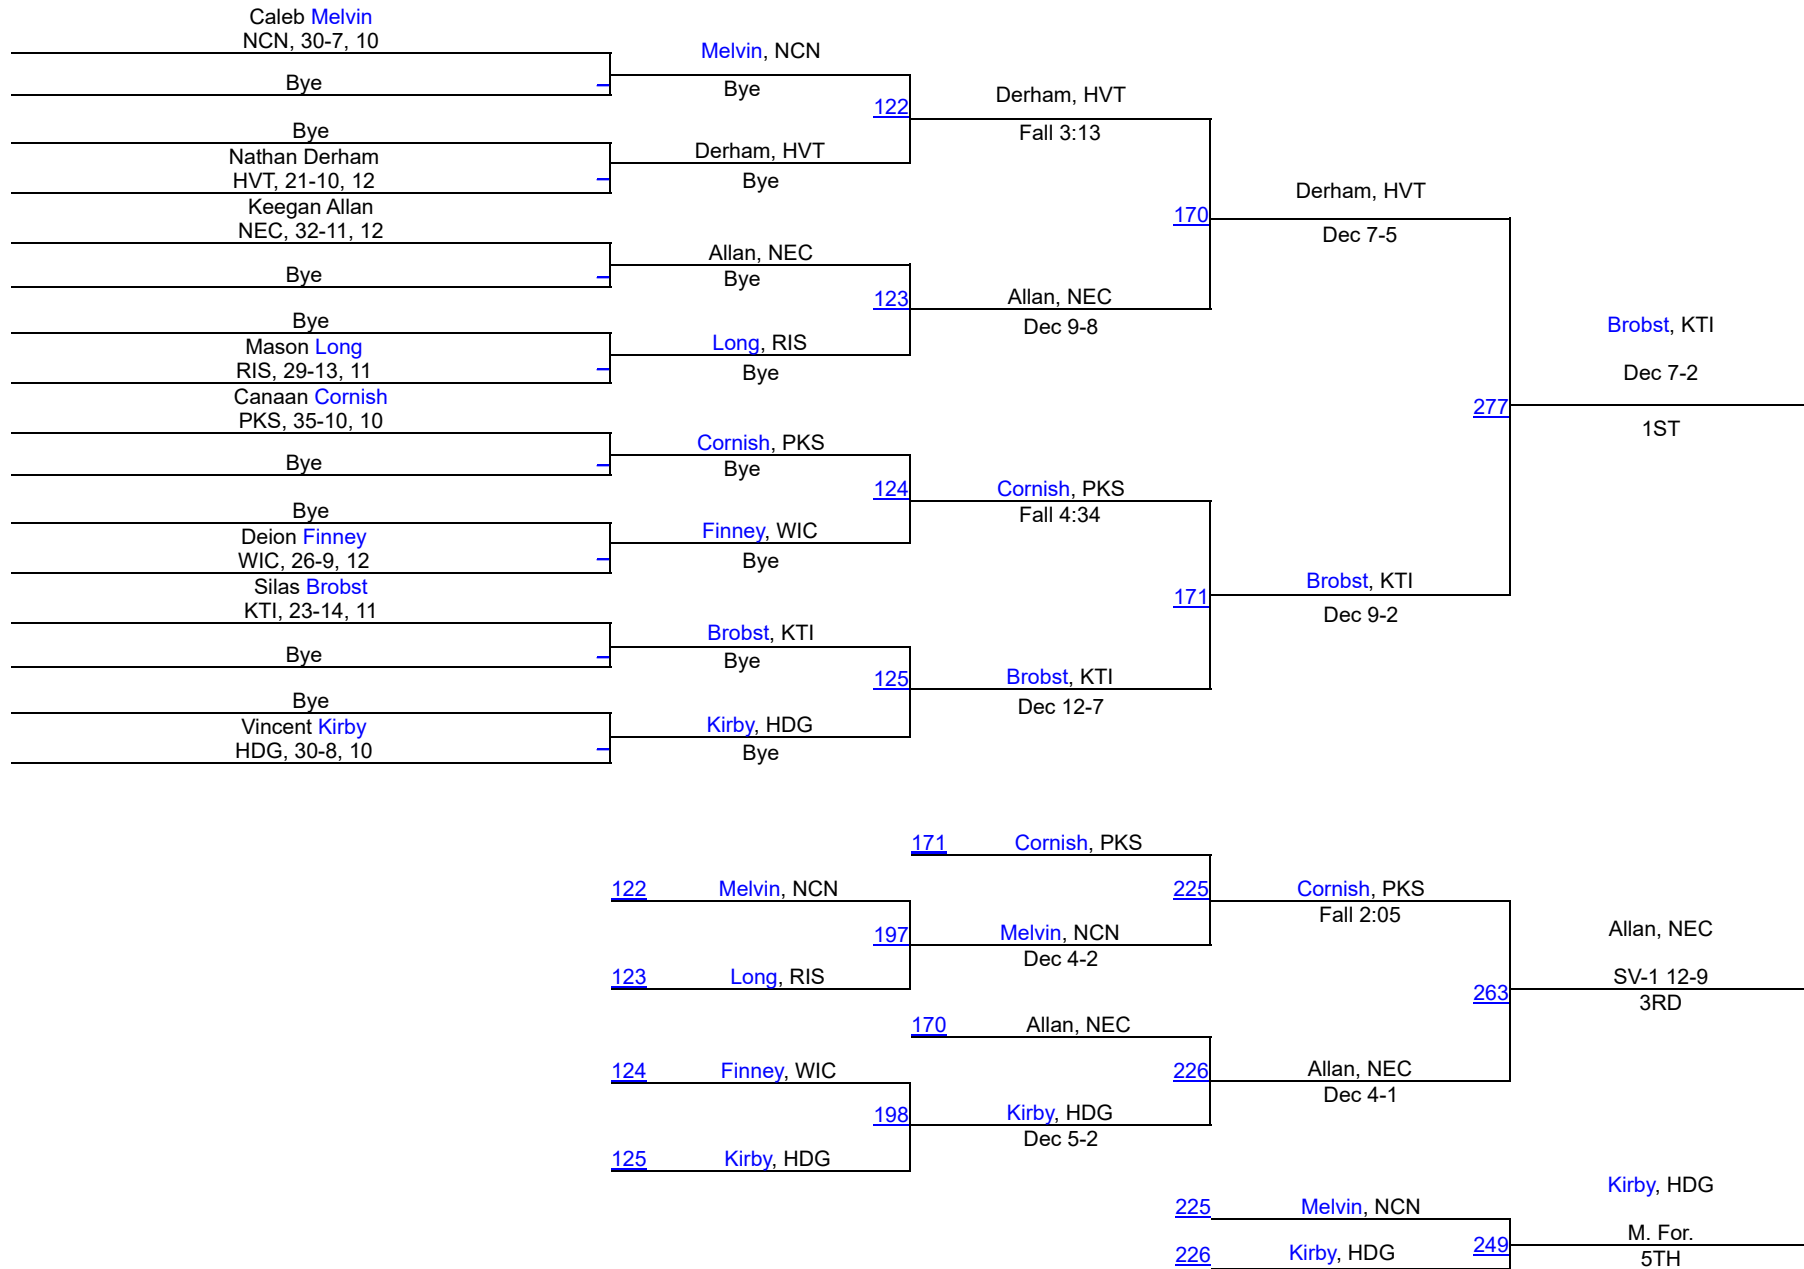 Caleb Melvin
NCN, 30-7, 10
Bye
Bye
Nathan Derham
HVT, 21-10, 12
Keegan Allan
NEC, 32-11, 12
Bye
Bye
Mason Long
RIS, 29-13, 11
Canaan Cornish
PKS, 35-10, 10
Bye
Bye
Deion Finney
WIC, 26-9, 12
Silas Brobst
KTI, 23-14, 11
Bye
Bye
Vincent Kirby
HDG, 30-8, 10
Melvin, NCN
Bye
122
Derham, HVT
Bye
Allan, NEC
Bye
123
Long, RIS
Bye
Cornish, PKS
Bye
124
Finney, WIC
Bye
Brobst, KTI
Bye
125
Kirby, HDG
Bye
Derham, HVT
Fall 3:13
170
Allan, NEC
Dec 9-8
Cornish, PKS
Fall 4:34
171
Brobst, KTI
Dec 12-7
Derham, HVT
Dec 7-5
277
Brobst, KTI
Dec 9-2
Brobst, KTI
Dec 7-2
1ST
171 Cornish, PKS
122 Melvin, NCN
225
197
Melvin, NCN
Dec 4-2
123 Long, RIS
170 Allan, NEC
124 Finney, WIC
226
198
Kirby, HDG
Dec 5-2
125 Kirby, HDG
Cornish, PKS
Fall 2:05
263
Allan, NEC
Dec 4-1
Allan, NEC
SV-1 12-9
3RD
225 Melvin, NCN
226 Kirby, HDG
249
Kirby, HDG
M. For.
5TH